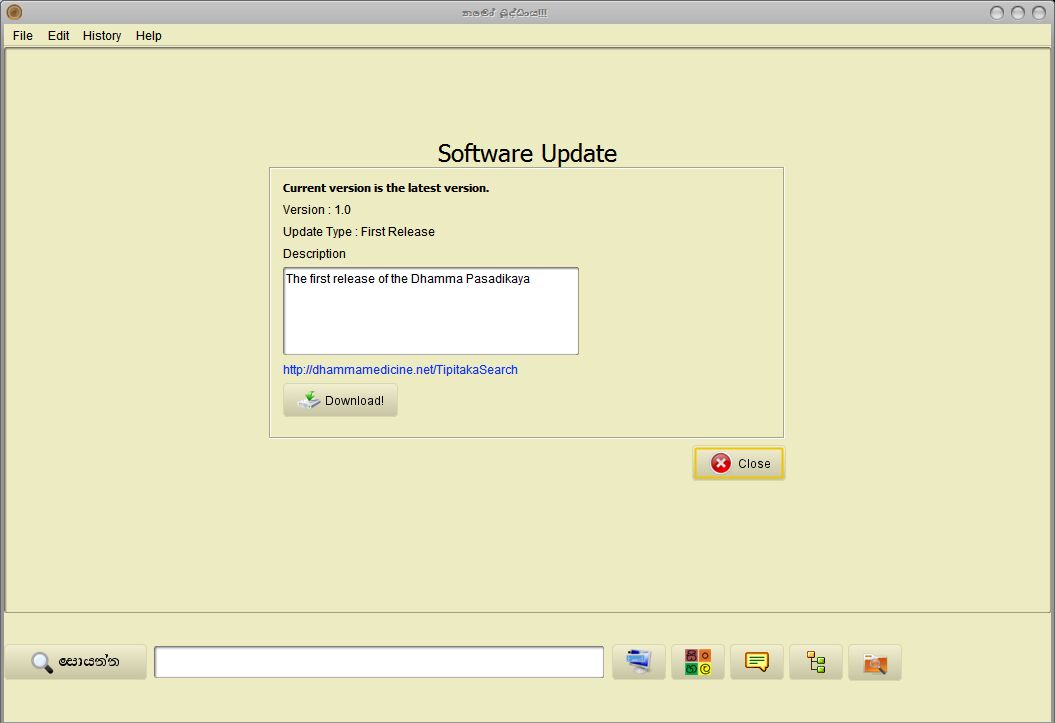 නමෝ බුද්ධාය!!!
File Edit History Help
Software Update
Current version is the latest version.
Version : 1.0
Update Type : First Release
Description
The first release of the Dhamma Pasadikaya
http://dhammamedicine.net/TipitakaSearch
Download!
Close
සොයන්න